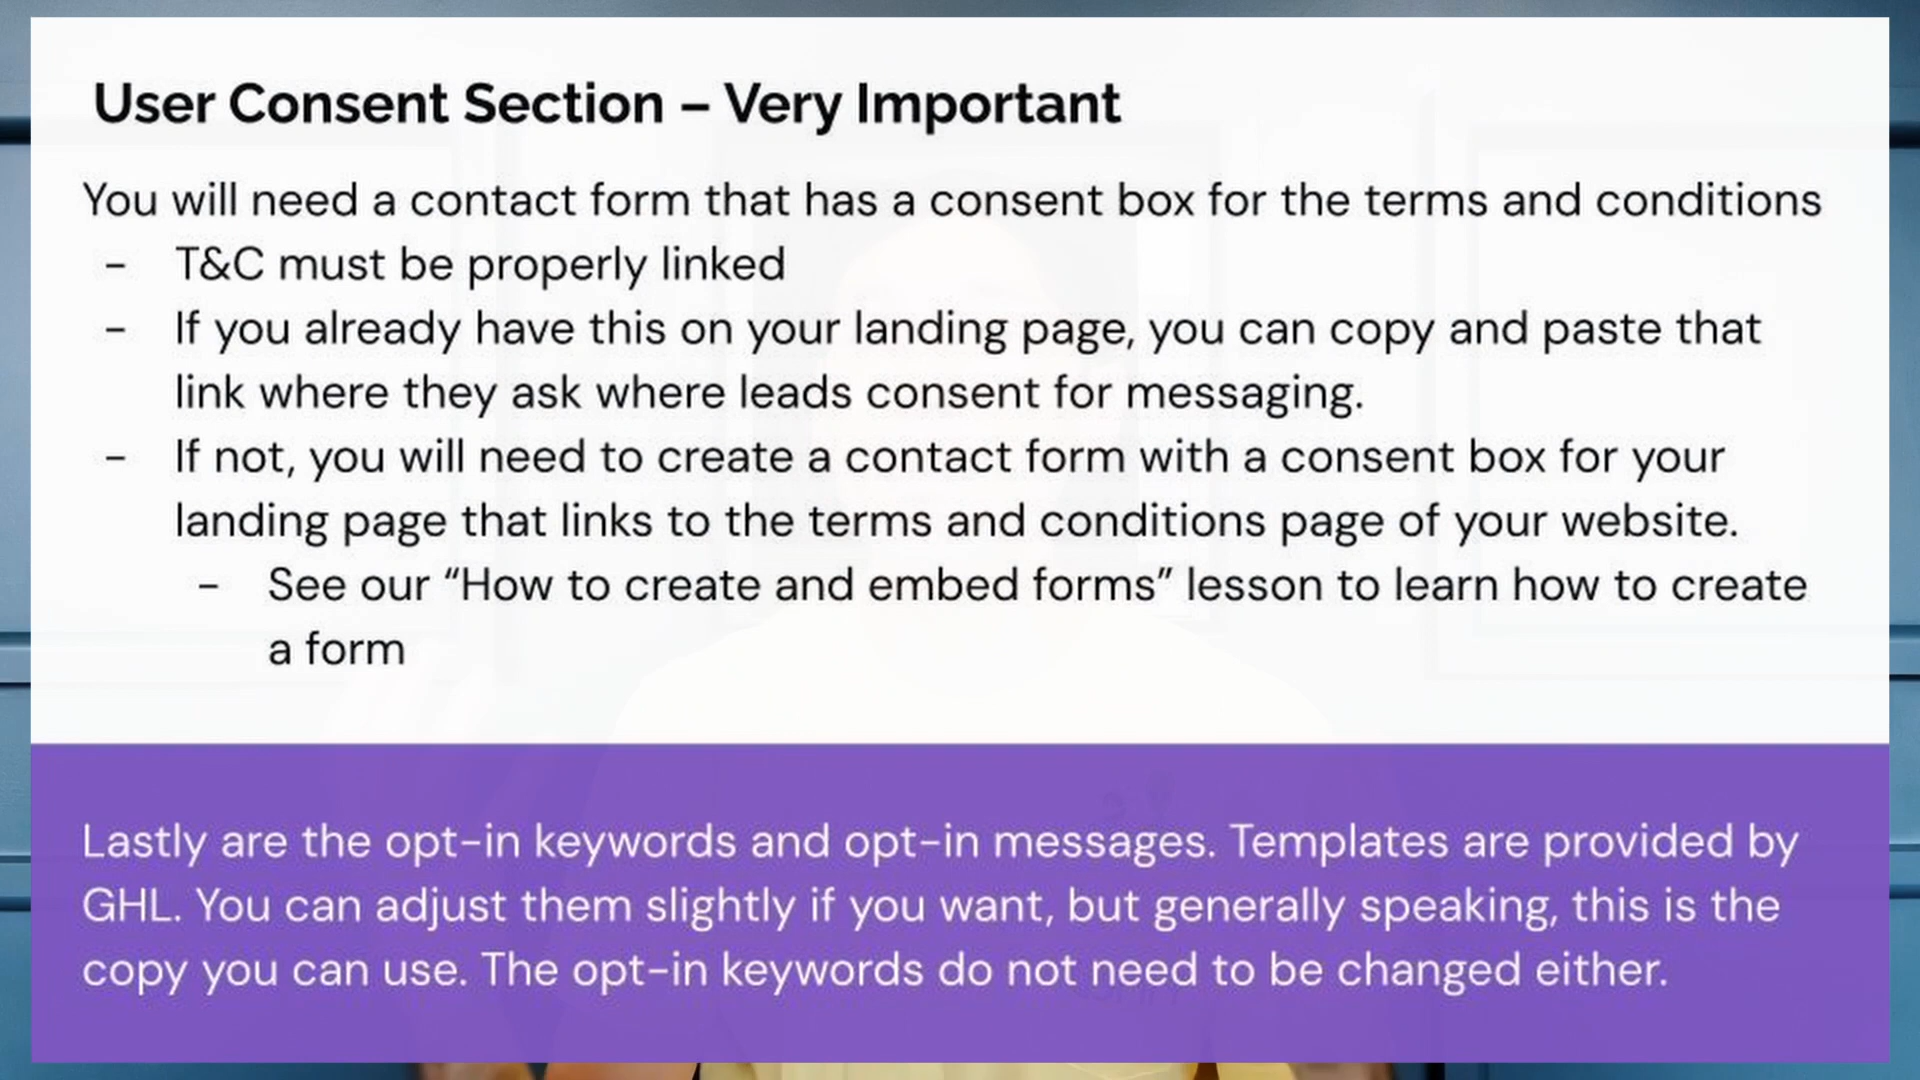 User Consent Section – Very Important
You will need a contact form that has a consent box for the terms and conditions
- T&C must be properly linked
- If you already have this on your landing page, you can copy and paste that
link where they ask where leads consent for messaging.
- If not, you will need to create a contact form with a consent box for your
landing page that links to the terms and conditions page of your website.
- See our “How to create and embed forms” lesson to learn how to create
a form
Lastly are the opt-in keywords and opt-in messages. Templates are provided by
GHL. You can adjust them slightly if you want, but generally speaking, this is the
copy you can use. The opt-in keywords do not need to be changed either.